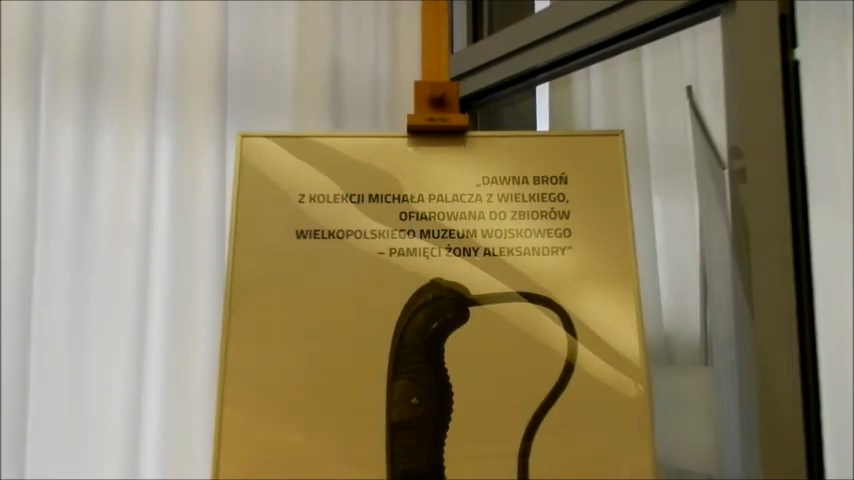 „DAWNA BROŃ
Z KOLEKCJI MICHAŁA PALACZA Z WIELKIEGO,
OFIAROWANA DO ZBIORÓW
WIELKOPOLSKIEGO MUZEUM WOJSKOWEGO
– PAMIĘCI ŻONY ALEKSANDRY”